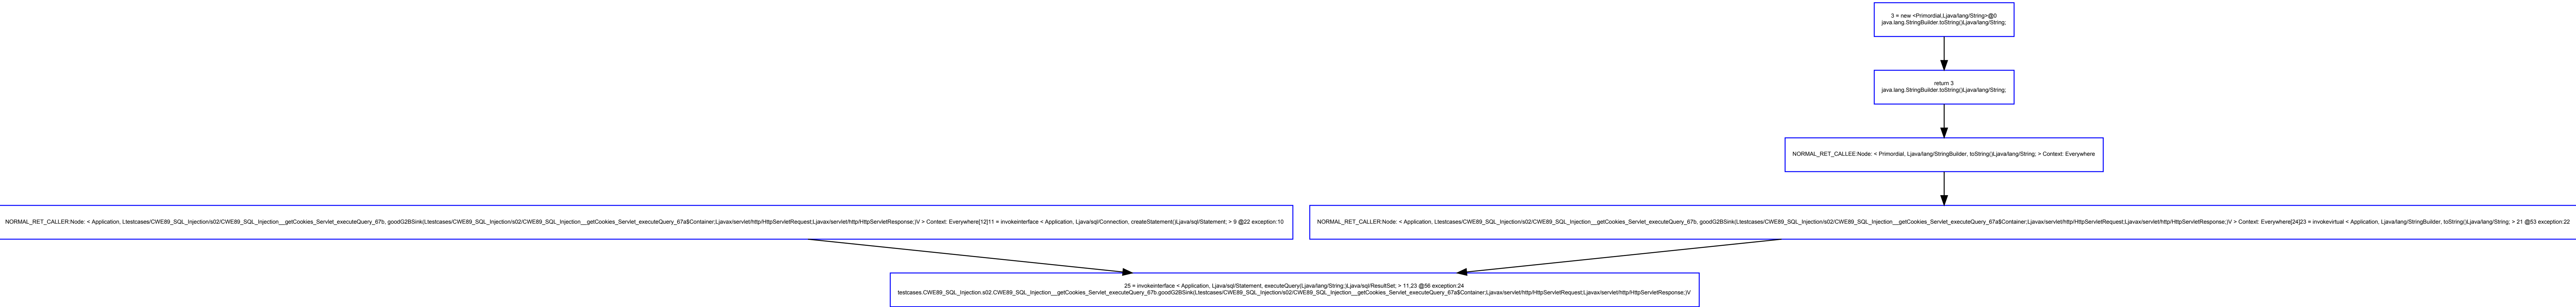 3 = new <Primordial,Ljava/lang/String>@0
java.lang.StringBuilder.toString()Ljava/lang/String;
return 3
java.lang.StringBuilder.toString()Ljava/lang/String;
NORMAL_RET_CALLEE:Node: < Primordial, Ljava/lang/StringBuilder, toString()Ljava/lang/String; > Context: Everywhere
NORMAL_RET_CALLER:Node: < Application, Ltestcases/CWE89_SQL_Injection/s02/CWE89_SQL_Injection__getCookies_Servlet_executeQuery_67b, goodG2BSink(Ltestcases/CWE89_SQL_Injection/s02/CWE89_SQL_Injection__getCookies_Servlet_executeQuery_67a$Container;Ljavax/servlet/http/HttpServletRequest;Ljavax/servlet/http/HttpServletResponse;)V > Context: Everywhere[12]11 = invokeinterface < Application, Ljava/sql/Connection, createStatement()Ljava/sql/Statement; > 9 @22 exception:10
NORMAL_RET_CALLER:Node: < Application, Ltestcases/CWE89_SQL_Injection/s02/CWE89_SQL_Injection__getCookies_Servlet_executeQuery_67b, goodG2BSink(Ltestcases/CWE89_SQL_Injection/s02/CWE89_SQL_Injection__getCookies_Servlet_executeQuery_67a$Container;Ljavax/servlet/http/HttpServletRequest;Ljavax/servlet/http/HttpServletResponse;)V > Context: Everywhere[24]23 = invokevirtual < Application, Ljava/lang/StringBuilder, toString()Ljava/lang/String; > 21 @53 exception:22
25 = invokeinterface < Application, Ljava/sql/Statement, executeQuery(Ljava/lang/String;)Ljava/sql/ResultSet; > 11,23 @56 exception:24
testcases.CWE89_SQL_Injection.s02.CWE89_SQL_Injection__getCookies_Servlet_executeQuery_67b.goodG2BSink(Ltestcases/CWE89_SQL_Injection/s02/CWE89_SQL_Injection__getCookies_Servlet_executeQuery_67a$Container;Ljavax/servlet/http/HttpServletRequest;Ljavax/servlet/http/HttpServletResponse;)V